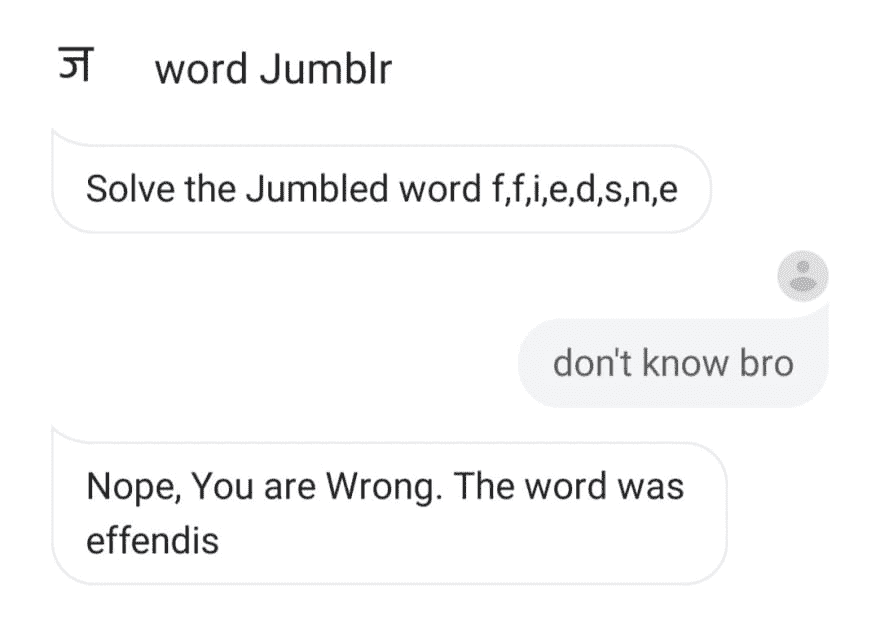 ज word Jumblr
Solve the Jumbled word f,f,i,e,d,s,n,e
don't know bro
Nope, You are Wrong. The word was
effendis